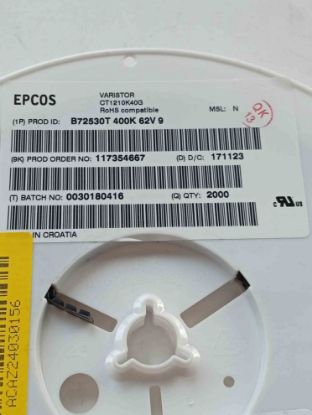 EPCOS
VARISTOR
CT1210K40G
RoHS compatible
MSL: N
QK
13
(1P) PROD ID: B72530T 400K 62V 9
(9K) PROD ORDER NO: 117354667 (D) D/C: 171123
(T) BATCH NO: 0030180416 (Q) QTY: 2000
IN CROATIA
ACAZ24030156